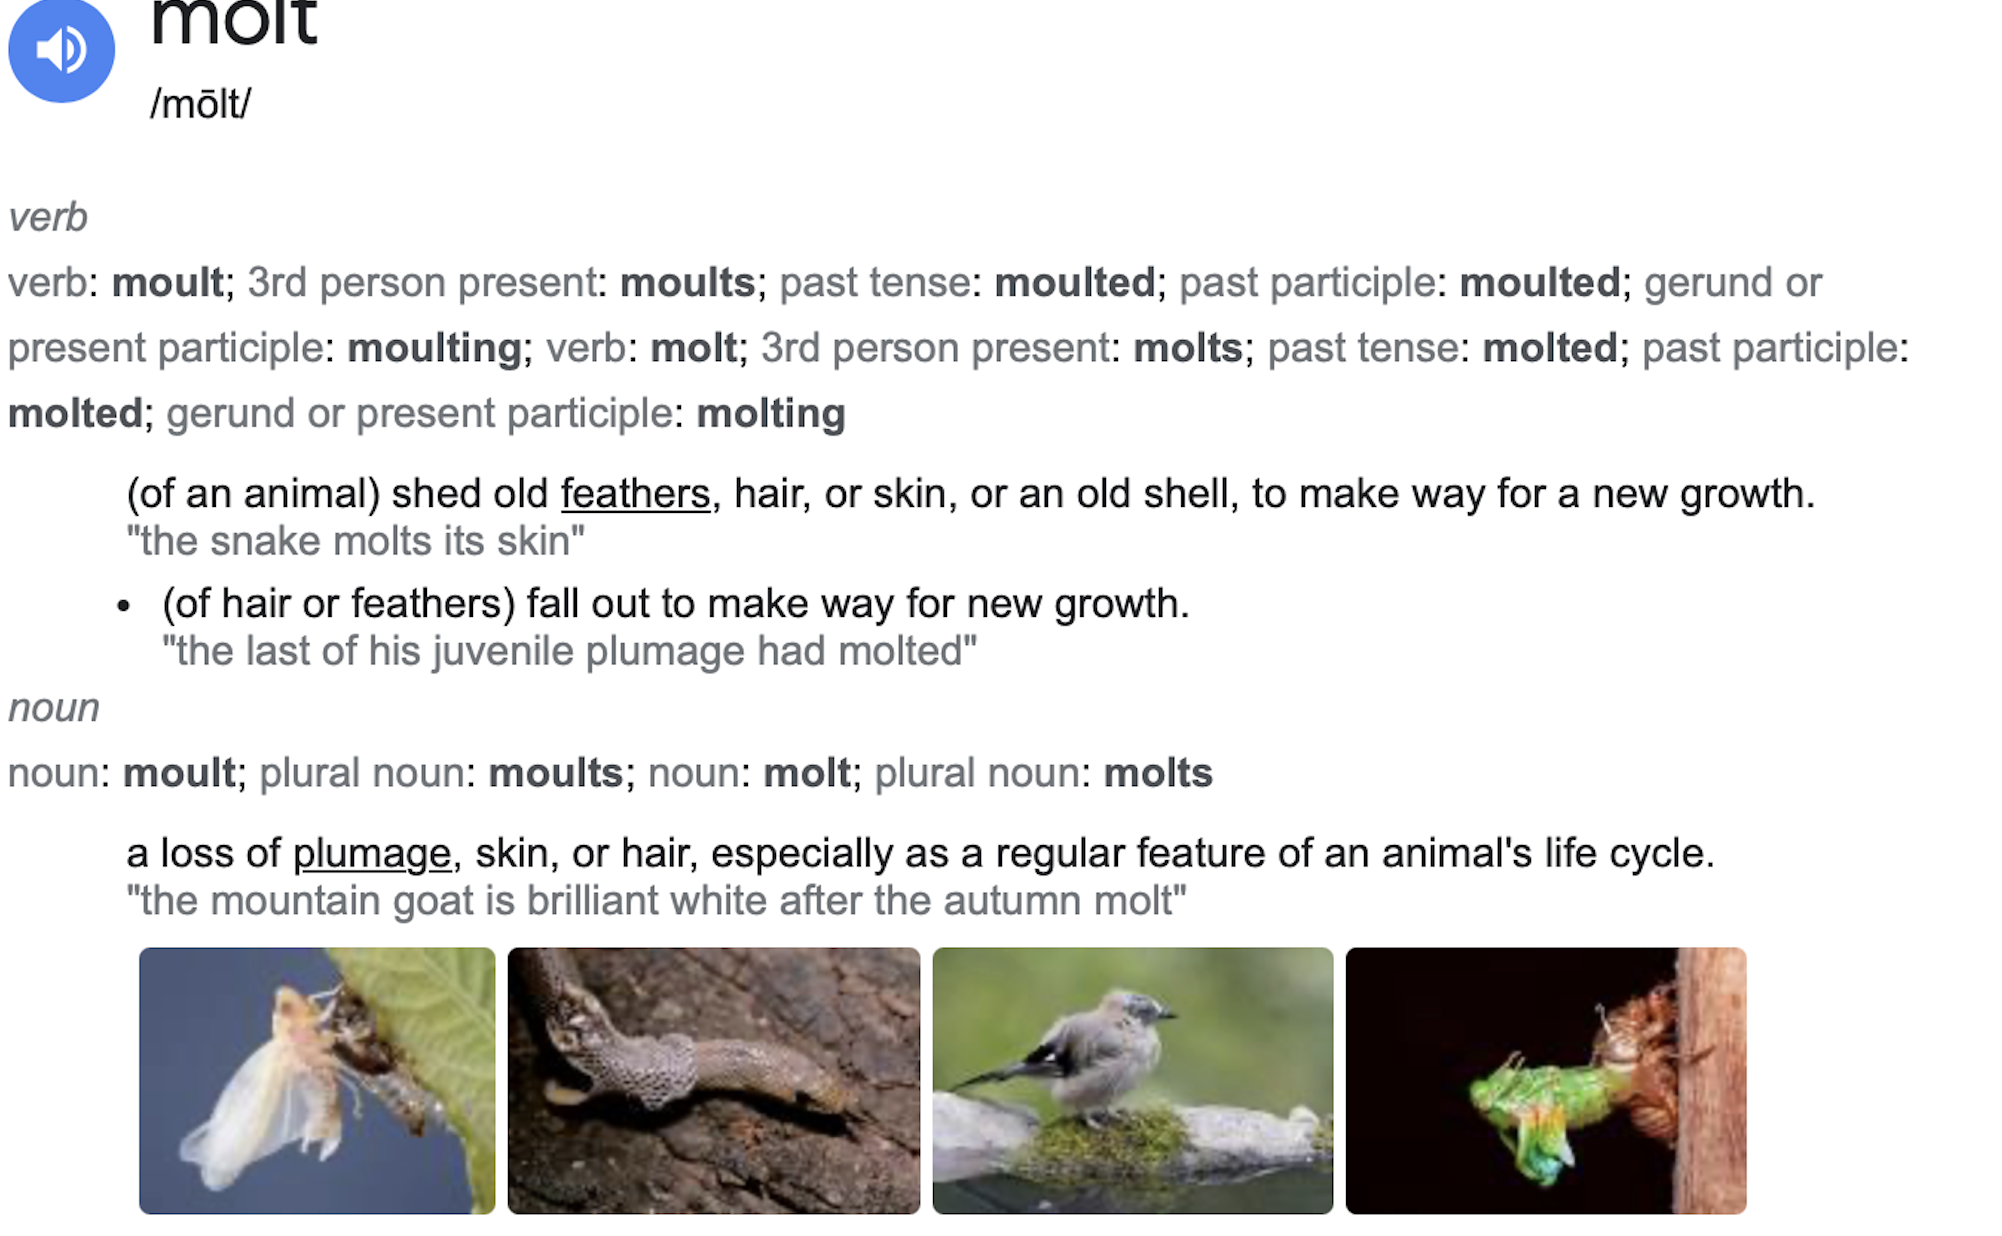 molt
/mōlt/
verb
verb: moult; 3rd person present: moults; past tense: moulted; past participle: moulted; gerund or
present participle: moulting; verb: molt; 3rd person present: molts; past tense: molted; past participle:
molted; gerund or present participle: molting
(of an animal) shed old feathers, hair, or skin, or an old shell, to make way for a new growth.
"the snake molts its skin"
• (of hair or feathers) fall out to make way for new growth.
"the last of his juvenile plumage had molted"
noun
noun: moult; plural noun: moults; noun: molt; plural noun: molts
a loss of plumage, skin, or hair, especially as a regular feature of an animal's life cycle.
"the mountain goat is brilliant white after the autumn molt"